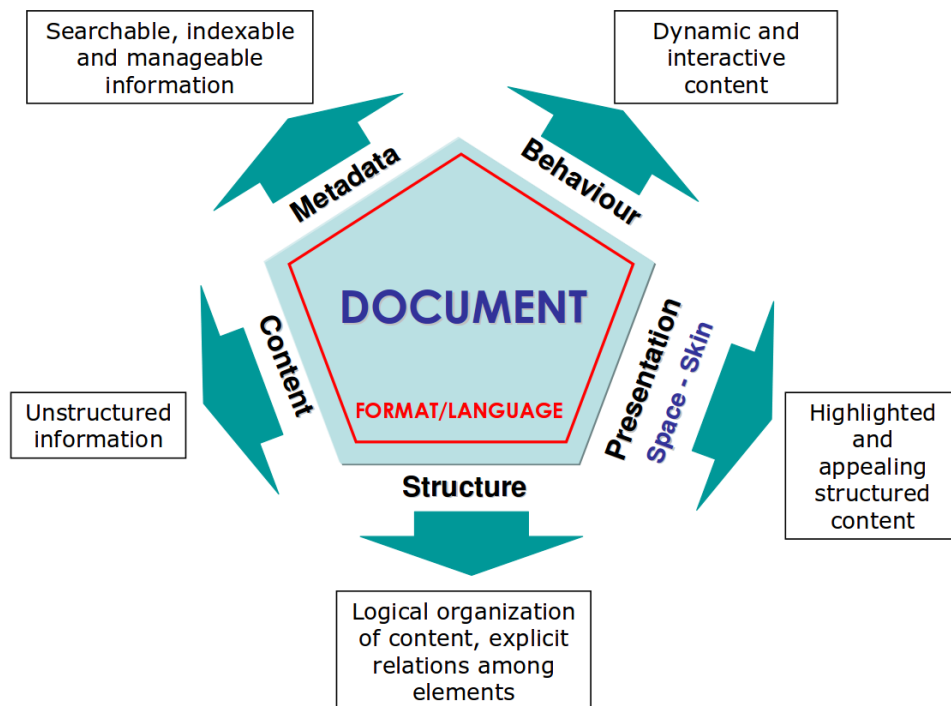 Searchable, indexable
and manageable
information
Dynamic and
interactive
content
Metadata
Behaviour
DOCUMENT
FORMAT/LANGUAGE
Content
Presentation
Space - Skin
Structure
Unstructured
information
Highlighted
and
appealing
structured
content
Logical organization
of content, explicit
relations among
elements